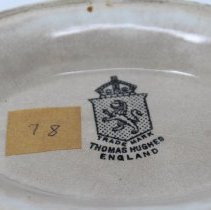 78
TRADE MARK
THOMAS HUGHES
ENGLAND